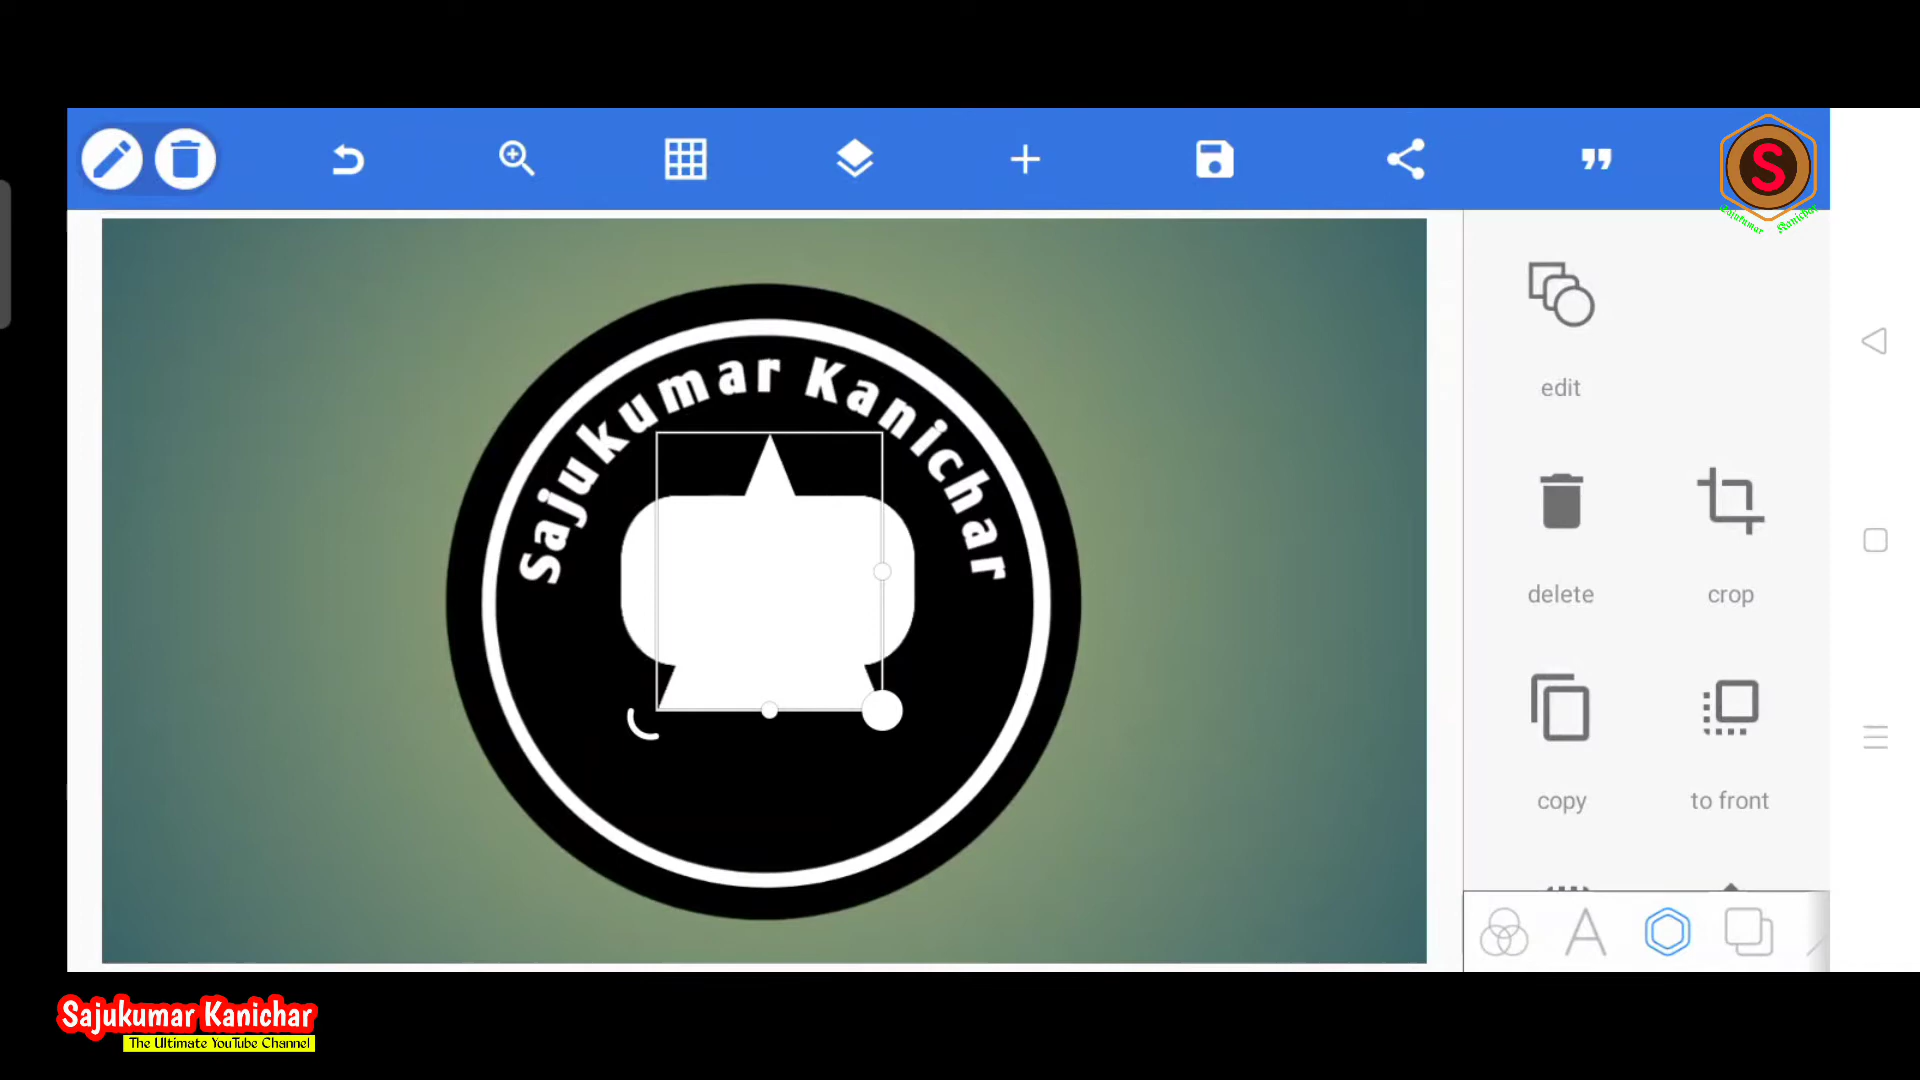 S
Sajukumar Kanichar
edit
delete crop
copy to front
Sajukumar Kanichar
The Ultimate YouTube Channel